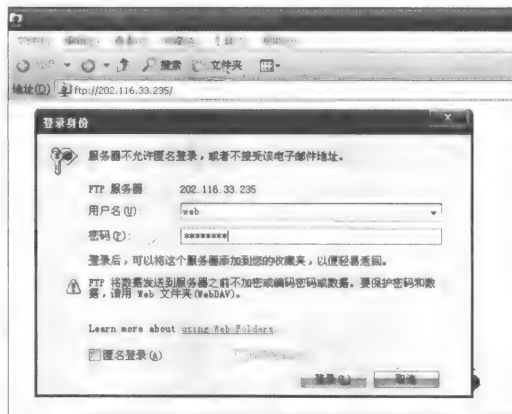 搜索 文件夹
地址(D) ftp://202.116.33.235/
登录身份
服务器不允许匿名登录，或者不接受该电子邮件地址。
FTP 服务器: 202.116.33.235
用户名(U): web
密码(P): ********
登录后，可以将这个服务器添加到您的收藏夹，以便轻易返回。
FTP 将数据发送到服务器之前不加密或编码密码或数据。要保护密码和数
据，请用 Web 文件夹(WebDAV)。
Learn more about using Web Folders.
匿名登录(A)
登录(L) 取消